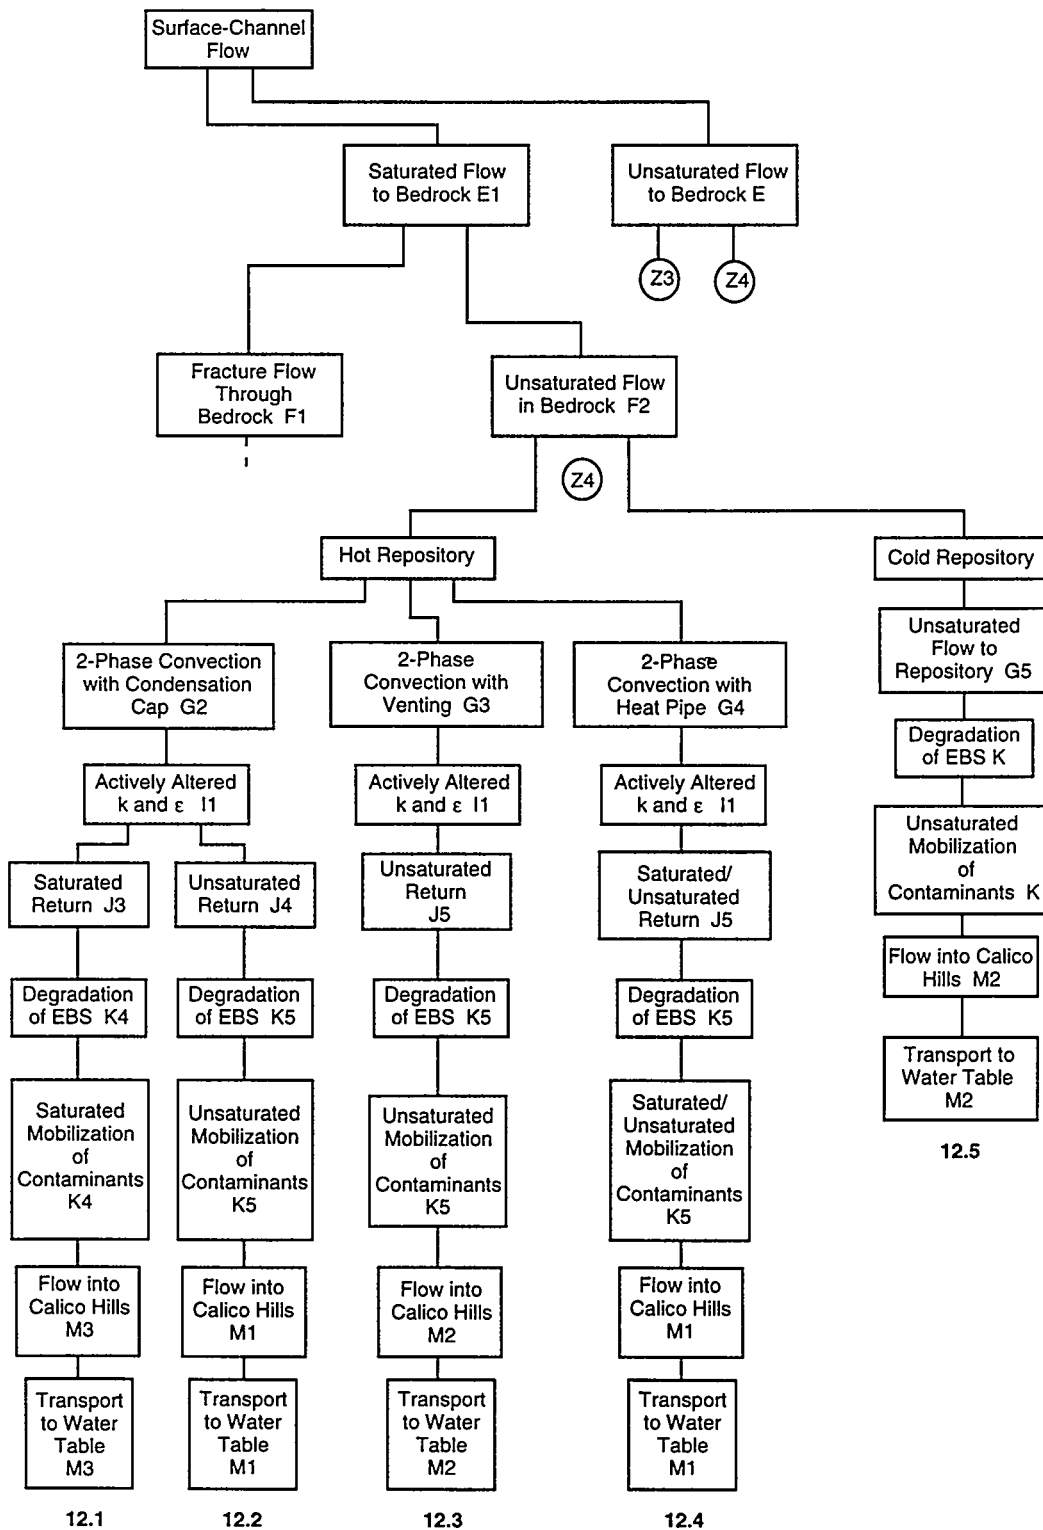 Surface-Channel
Flow
Saturated Flow
to Bedrock E1
Unsaturated Flow
to Bedrock E
Z3
Z4
Fracture Flow
Through
Bedrock F1
Unsaturated Flow
in Bedrock F2
Z4
Hot Repository
Cold Repository
2-Phase Convection
with Condensation
Cap G2
2-Phase
Convection with
Venting G3
2-Phase
Convection with
Heat Pipe G4
Unsaturated
Flow to
Repository G5
Actively Altered
k and ε I1
Actively Altered
k and ε I1
Actively Altered
k and ε I1
Degradation
of EBS K
Saturated
Return J3
Unsaturated
Return J4
Unsaturated
Return
J5
Saturated/
Unsaturated
Return J5
Unsaturated
Mobilization
of
Contaminants K
Flow into Calico
Hills M2
Degradation
of EBS K4
Degradation
of EBS K5
Degradation
of EBS K5
Degradation
of EBS K5
Transport to
Water Table
M2
12.5
Saturated
Mobilization
of
Contaminants
K4
Unsaturated
Mobilization
of
Contaminants
K5
Unsaturated
Mobilization
of
Contaminants
K5
Saturated/
Unsaturated
Mobilization
of
Contaminants
K5
Flow into
Calico Hills
M3
Flow into
Calico Hills
M1
Flow into
Calico Hills
M2
Flow into
Calico Hills
M1
Transport
to Water
Table
M3
Transport
to Water
Table
M1
Transport
to Water
Table
M2
Transport
to Water
Table
M1
12.1
12.2
12.3
12.4